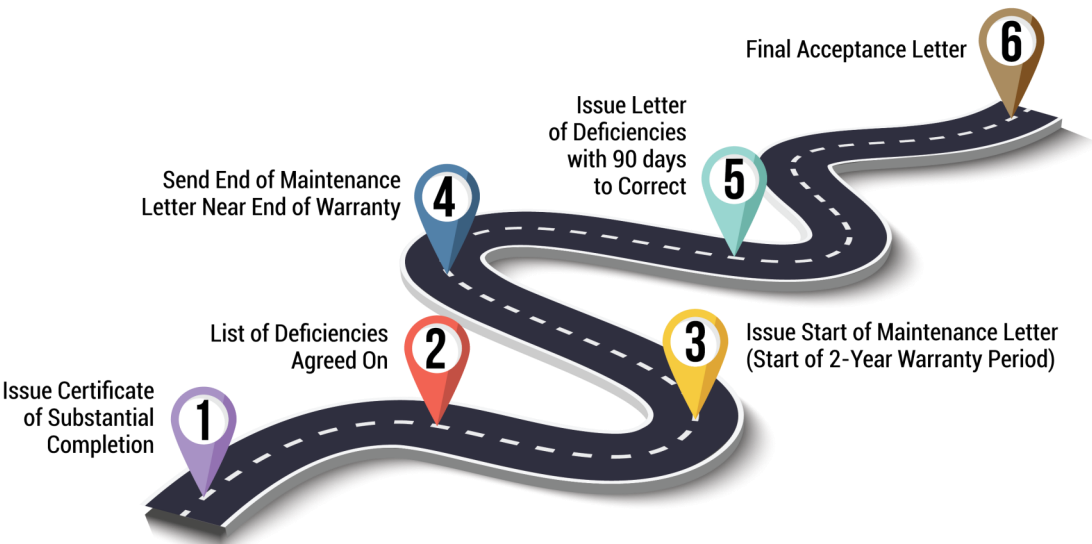 1
Issue Certificate
of Substantial
Completion
2
List of Deficiencies
Agreed On
3
Issue Start of Maintenance Letter
(Start of 2-Year Warranty Period)
4
Send End of Maintenance
Letter Near End of Warranty
5
Issue Letter
of Deficiencies
with 90 days
to Correct
6
Final Acceptance Letter